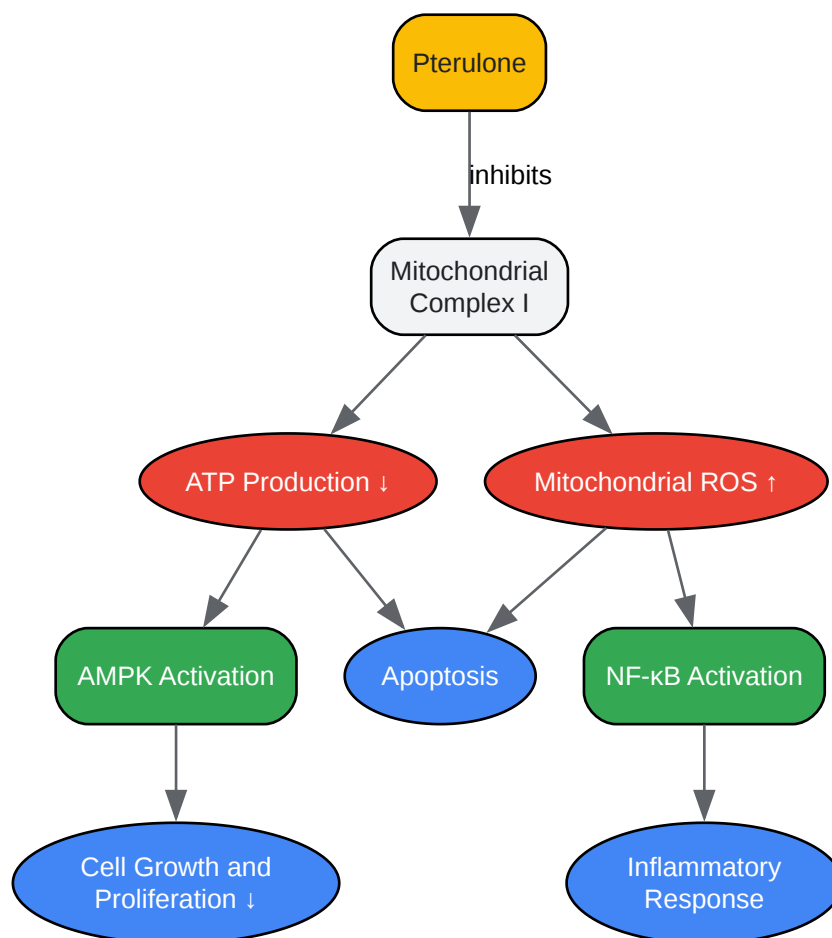 Pterulone
inhibits
Mitochondrial
Complex I
ATP Production ↓
Mitochondrial ROS ↑
AMPK Activation
Apoptosis
NF-κB Activation
Cell Growth and
Proliferation ↓
Inflammatory
Response